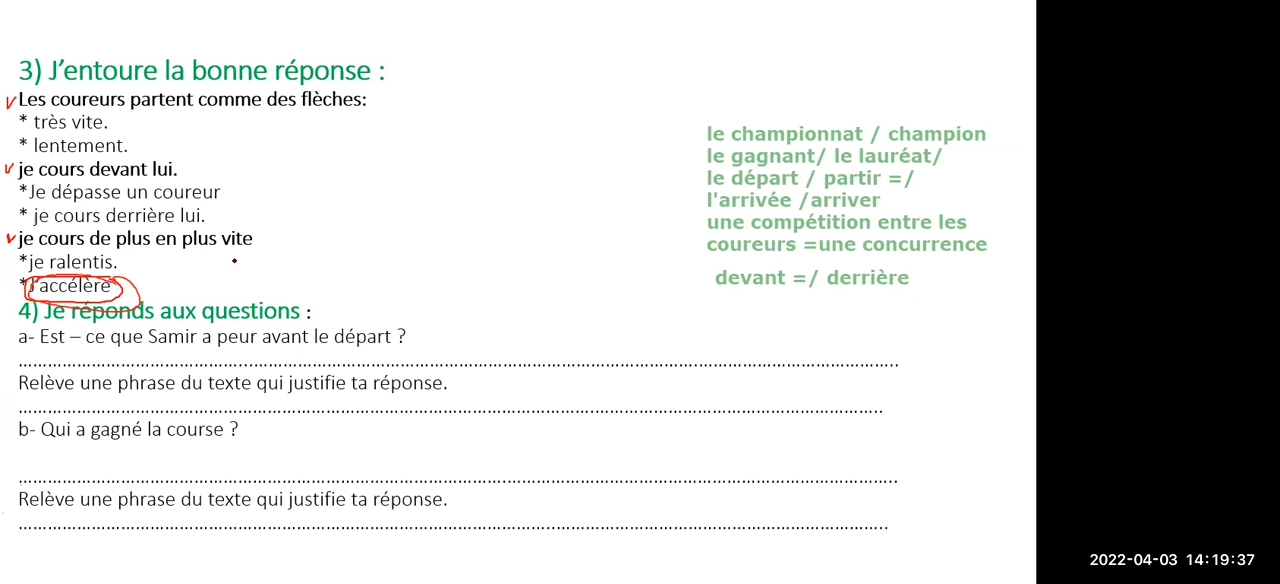 3) J'entoure la bonne réponse :
Les coureurs partent comme des flèches:
* très vite.
* lentement.
je cours devant lui.
*Je dépasse un coureur
* je cours derrière lui.
je cours de plus en plus vite
*je ralentis.
*J'accélère
4) Je réponds aux questions :
a- Est – ce que Samir a peur avant le départ ?
Relève une phrase du texte qui justifie ta réponse.
b- Qui a gagné la course ?
Relève une phrase du texte qui justifie ta réponse.
le championnat / champion
le gagnant/ le lauréat/
le départ / partir =/
l'arrivée /arriver
une compétition entre les
coureurs =une concurrence
devant =/ derrière
2022-04-03 14:19:37